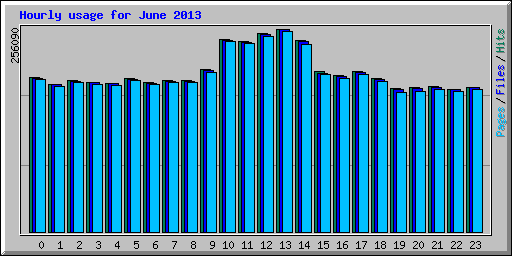 Hourly usage for June 2013
256090
Pages / Files / Hits
0 1 2 3 4 5 6 7 8 9 10 11 12 13 14 15 16 17 18 19 20 21 22 23